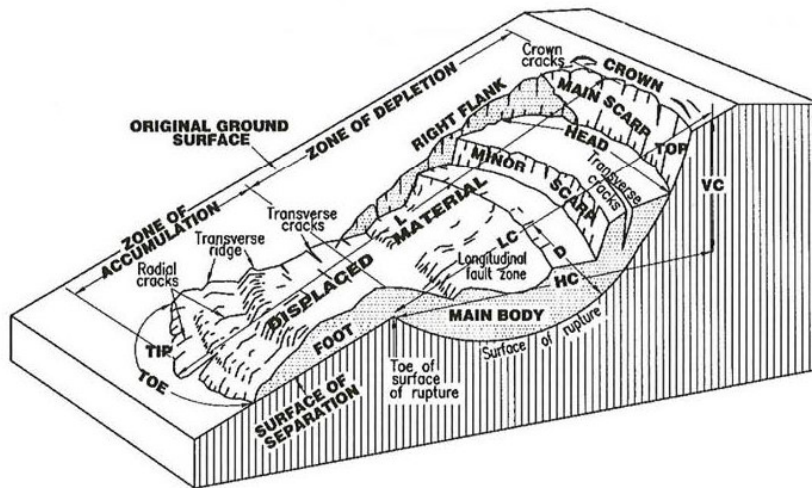 Crown
cracks
CROWN
MAIN SCARP
TOP
HEAD
Transverse
cracks
VC
ZONE OF DEPLETION
RIGHT FLANK
ORIGINAL GROUND
SURFACE
MINOR
SCARP
ZONE OF
ACCUMULATION
Transverse
cracks
Transverse
ridge
Radial
cracks
L
DISPLACED
MATERIAL
LC
D
Longitudinal
fault zone
HC
MAIN BODY
FOOT
Surface of rupture
TIP
TOE
Toe of
surface
of rupture
SURFACE OF
SEPARATION